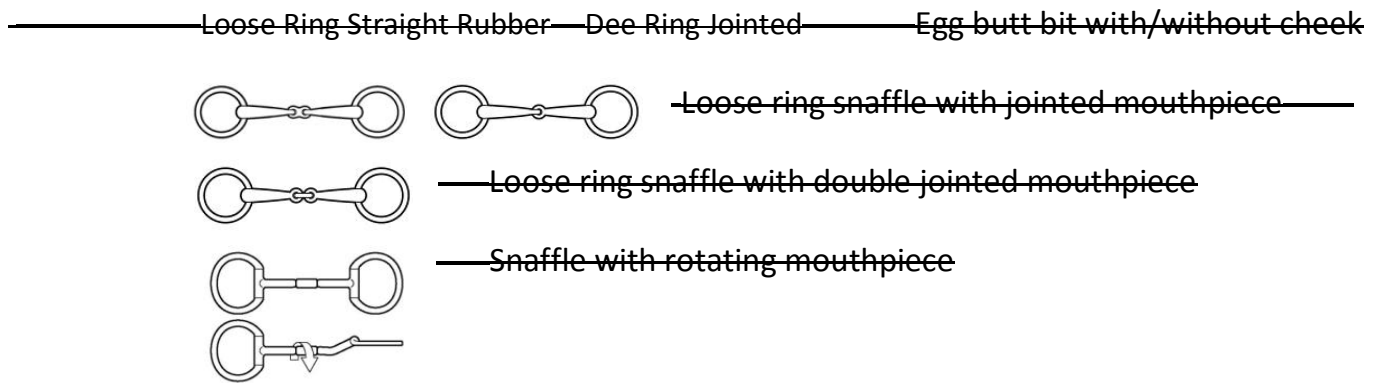 Loose Ring Straight Rubber Dee Ring Jointed Egg butt bit with/without cheek
Loose ring snaffle with jointed mouthpiece
Loose ring snaffle with double jointed mouthpiece
Snaffle with rotating mouthpiece